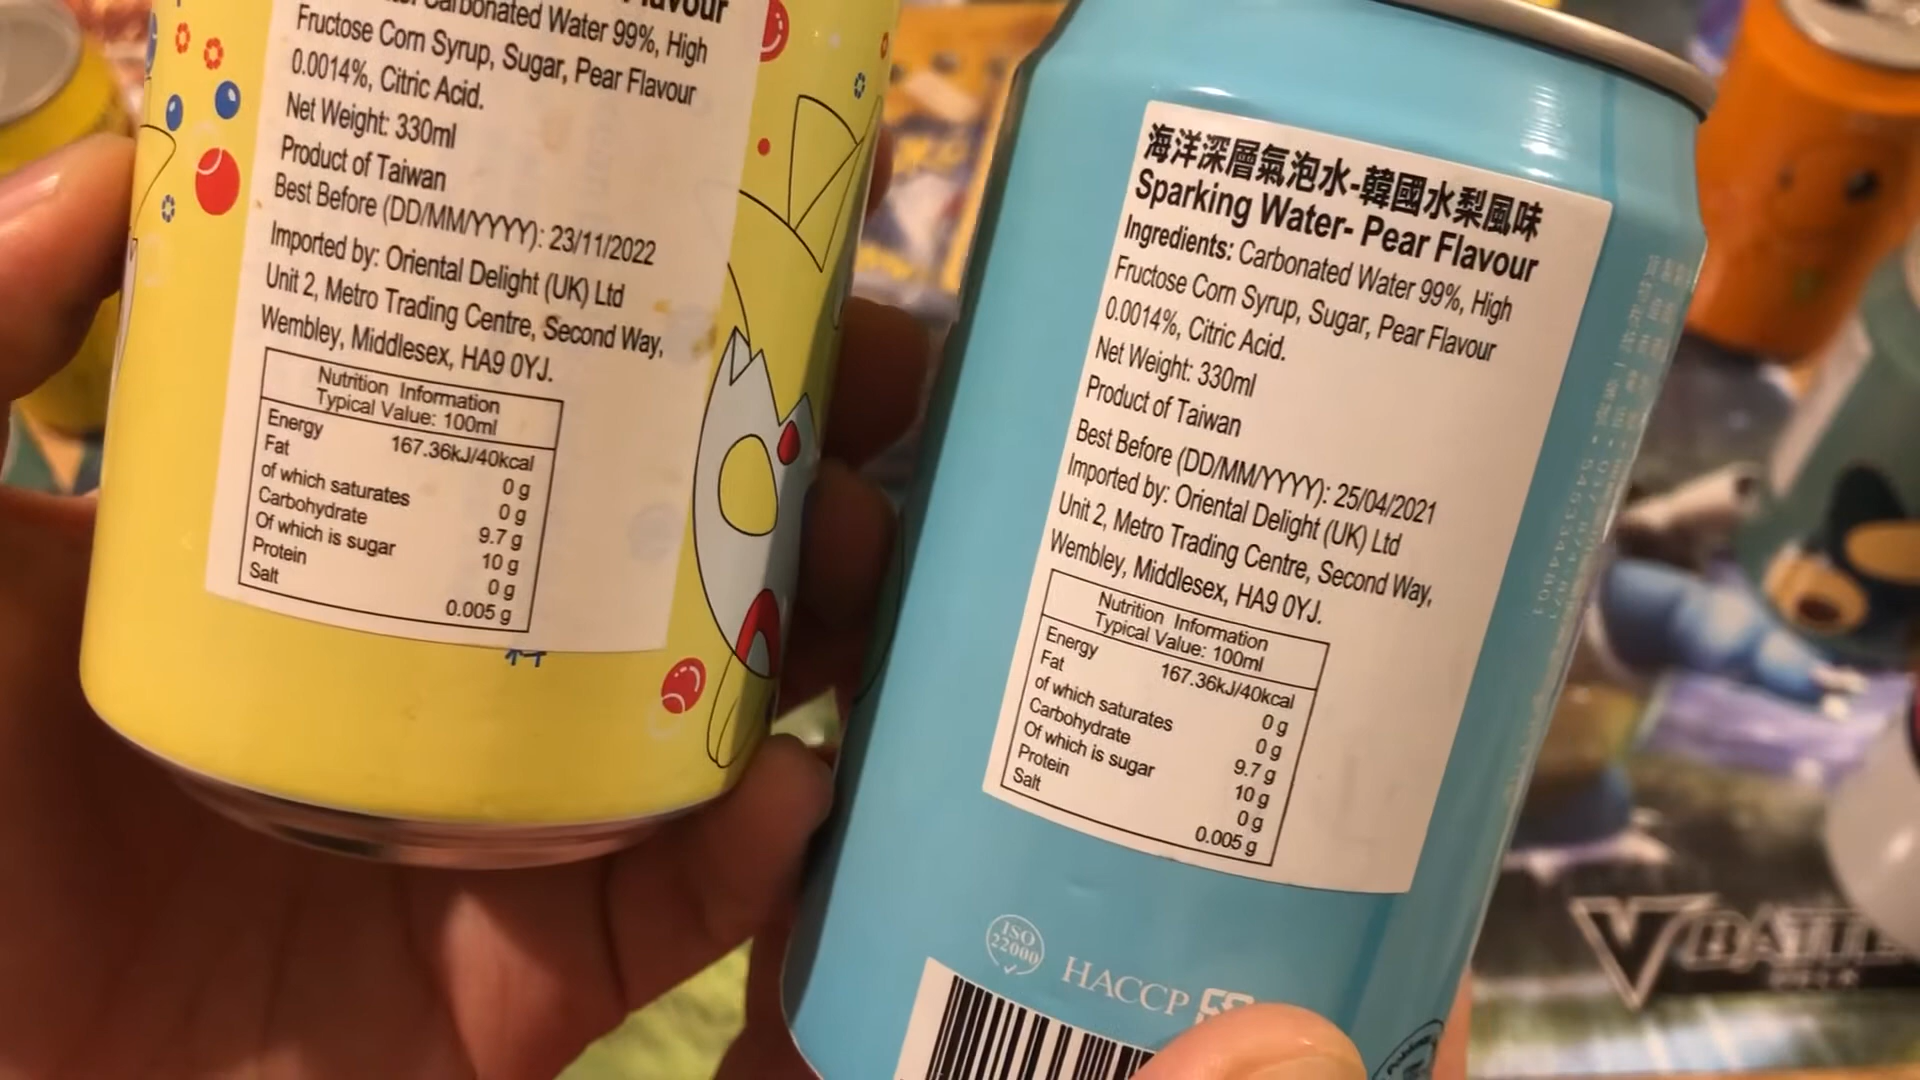 Flavour
Carbonated Water 99%, High
Fructose Corn Syrup, Sugar, Pear Flavour
0.0014%, Citric Acid.
Net Weight: 330ml
Product of Taiwan
Best Before (DD/MM/YYYY): 23/11/2022
Imported by: Oriental Delight (UK) Ltd
Unit 2, Metro Trading Centre, Second Way,
Wembley, Middlesex, HA9 0YJ.
Nutrition Information
Typical Value: 100ml
Energy 167.36kJ/40kcal
Fat 0 g
of which saturates 0 g
Carbohydrate 9.7 g
Of which is sugar 10 g
Protein 0 g
Salt 0.005 g
海洋深層氣泡水-韓國水梨風味
Sparking Water- Pear Flavour
Ingredients: Carbonated Water 99%, High
Fructose Corn Syrup, Sugar, Pear Flavour
0.0014%, Citric Acid.
Net Weight: 330ml
Product of Taiwan
Best Before (DD/MM/YYYY): 25/04/2021
Imported by: Oriental Delight (UK) Ltd
Unit 2, Metro Trading Centre, Second Way,
Wembley, Middlesex, HA9 0YJ.
Nutrition Information
Typical Value: 100ml
Energy 167.36kJ/40kcal
Fat 0 g
of which saturates 0 g
Carbohydrate 9.7 g
Of which is sugar 10 g
Protein 0 g
Salt 0.005 g
ISO
22000
HACCP